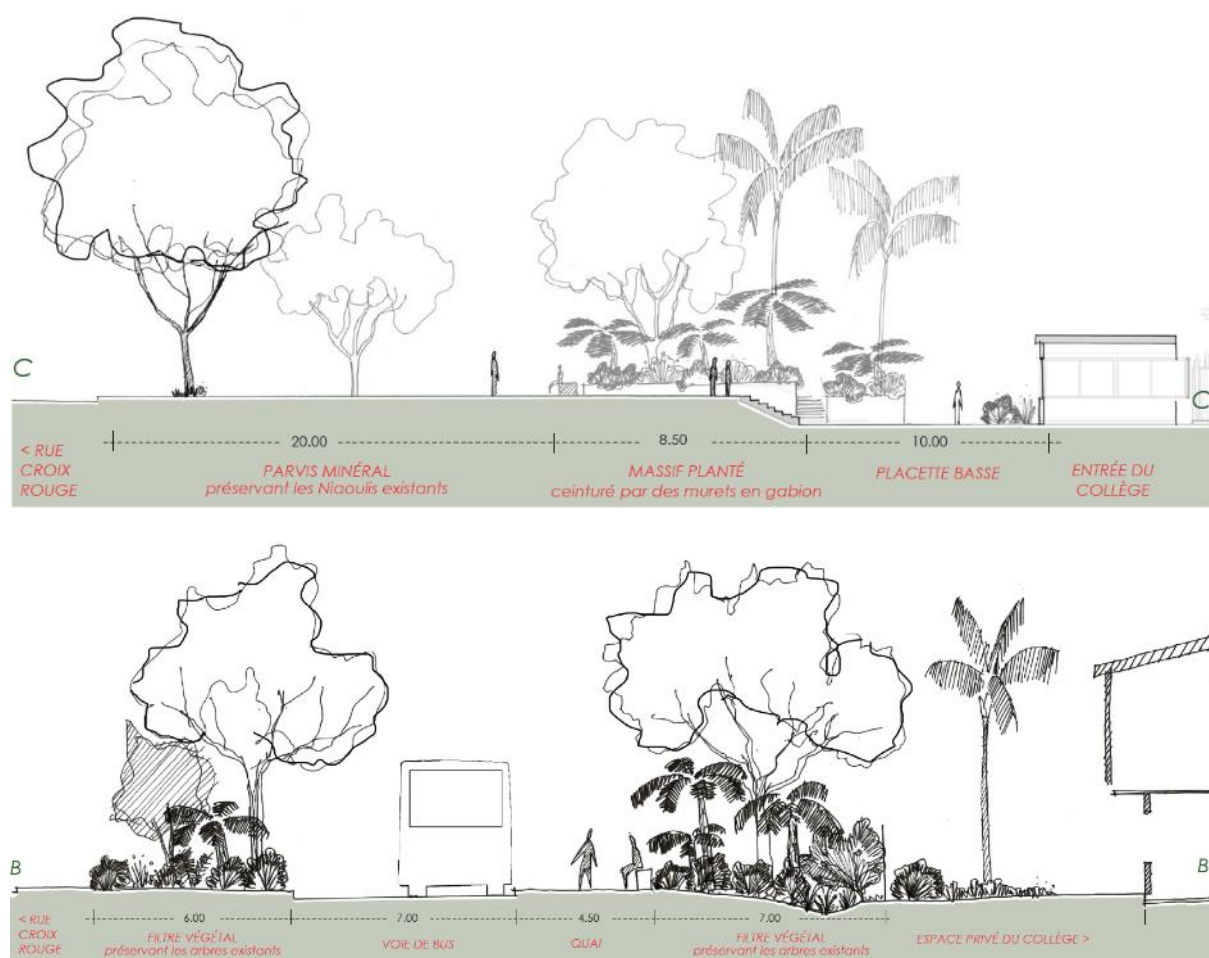 C
C
20.00
8.50
10.00
< RUE
CROIX
ROUGE
PARVIS MINÉRAL
préservant les Niaoulis existants
MASSIF PLANTÉ
ceinturé par des murets en gabion
PLACETTE BASSE
ENTRÉE DU
COLLÈGE
B
B
6.00
7.00
4.50
7.00
< RUE
CROIX
ROUGE
FILTRE VÉGÉTAL
préservant les arbres existants
VOIE DE BUS
QUAI
FILTRE VÉGÉTAL
préservant les arbres existants
ESPACE PRIVÉ DU COLLÈGE >